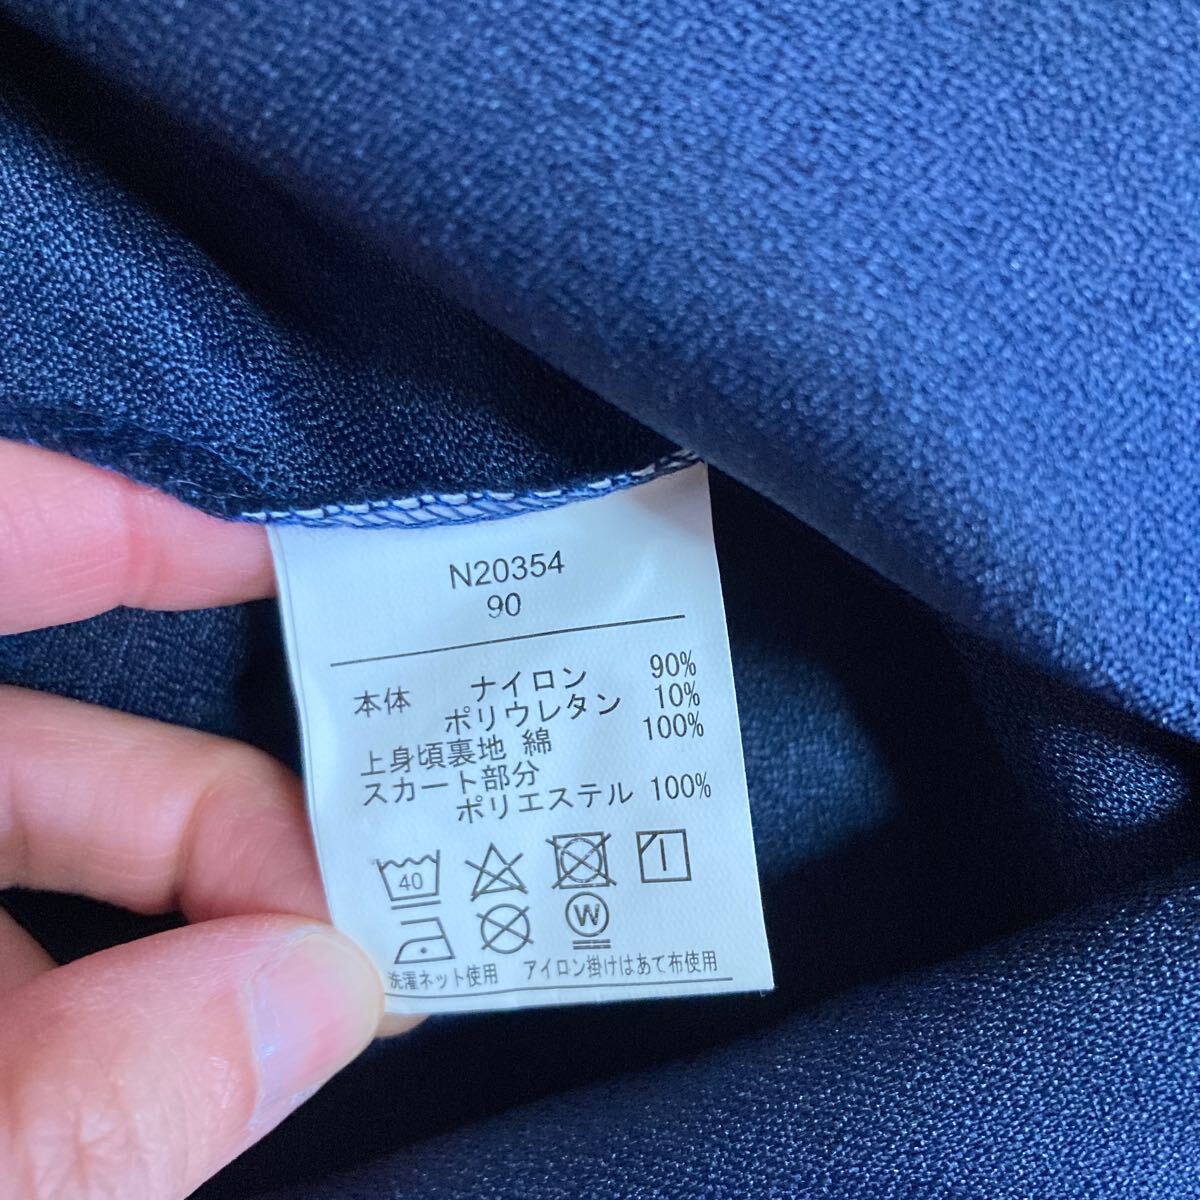 N20354
90
本体 ナイロン 90%
ポリウレタン 10%
上身頃裏地 綿 100%
スカート部分
ポリエステル 100%
40
W
洗濯ネット使用 アイロン掛けはあて布使用